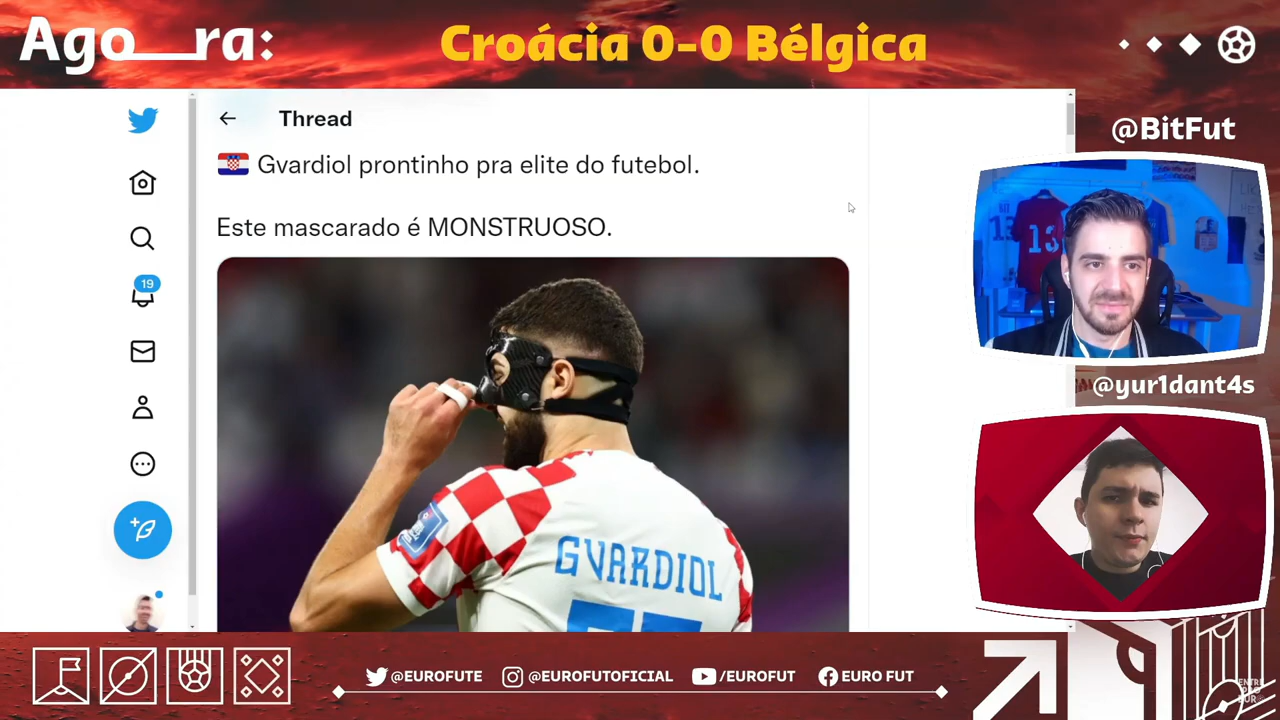 Ago__ra:
Croácia 0-0 Bélgica
@BitFut
Thread
Gvardiol prontinho pra elite do futebol.
Este mascarado é MONSTRUOSO.
19
13
GVARDIOL
@yur1dant4s
@EUROFUTE
@EUROFUTOFICIAL
/EUROFUT
EURO FUT